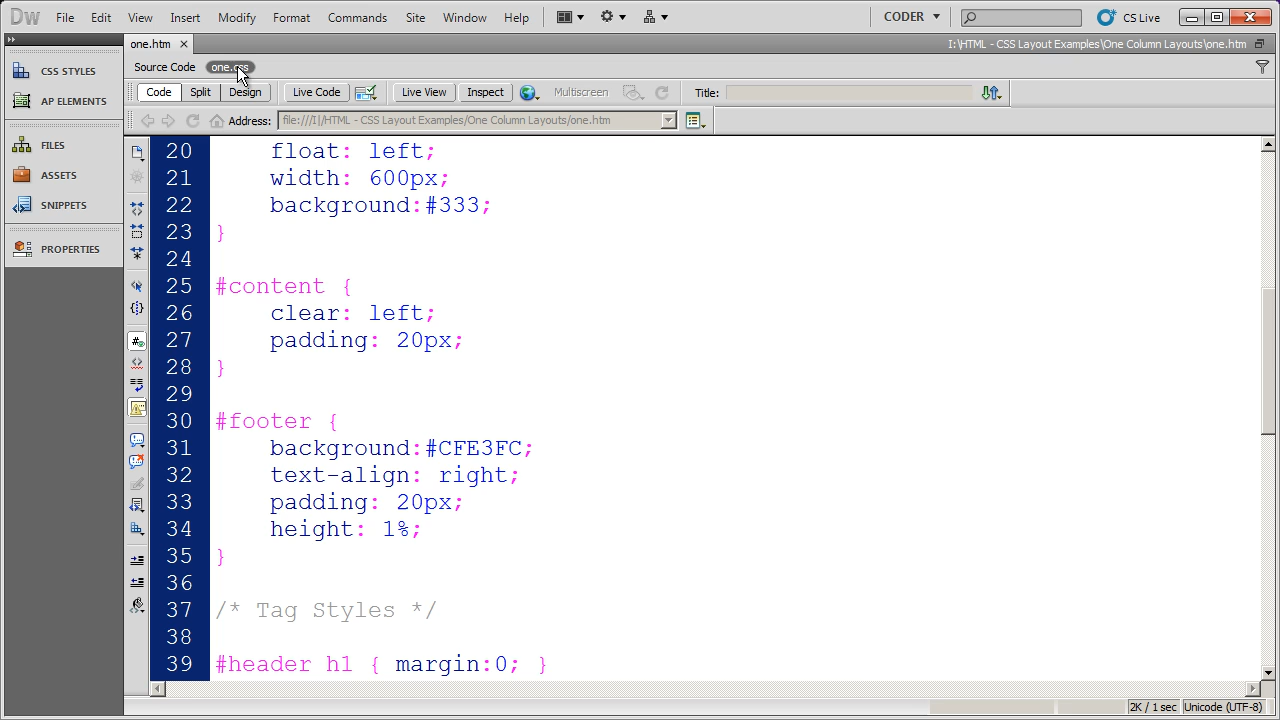 Dw File Edit View Insert Modify Format Commands Site Window Help CODER CS Live
one.htm I:\HTML - CSS Layout Examples\One Column Layouts\one.htm
Source Code one.css
Code Split Design Live Code Live View Inspect Multiscreen Title:
Address: file:///I|/HTML - CSS Layout Examples/One Column Layouts/one.htm
CSS STYLES
AP ELEMENTS
FILES
ASSETS
SNIPPETS
PROPERTIES
20 float: left;
21 width: 600px;
22 background:#333;
23 }
24
25 #content {
26 clear: left;
27 padding: 20px;
28 }
29
30 #footer {
31 background:#CFE3FC;
32 text-align: right;
33 padding: 20px;
34 height: 1%;
35 }
36
37 /* Tag Styles */
38
39 #header h1 { margin:0; }
2K / 1 sec Unicode (UTF-8)